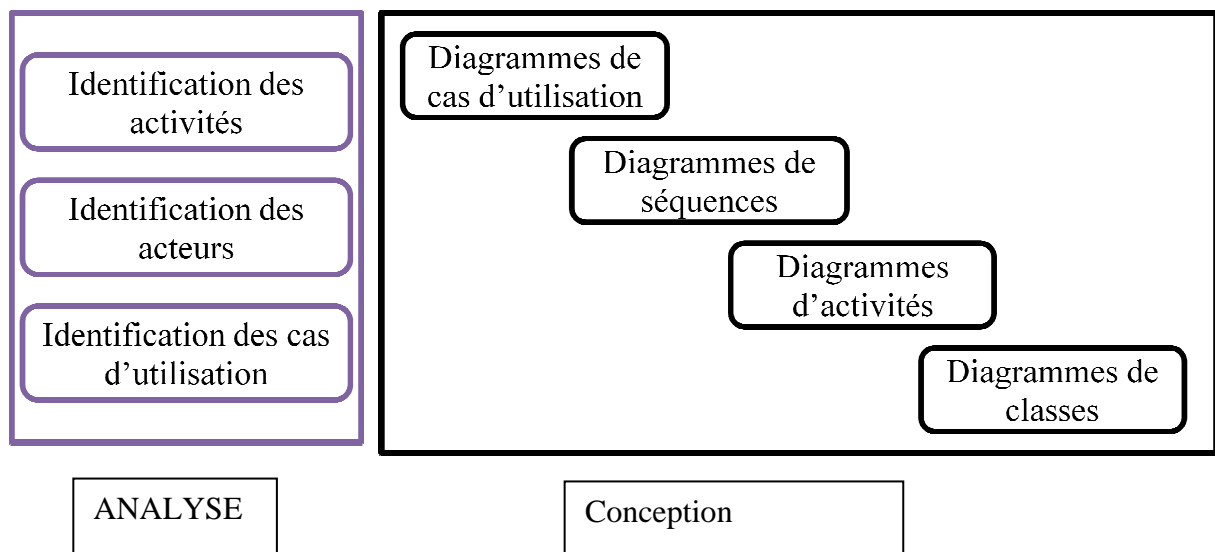 Identification des
activités
Identification des
acteurs
Identification des cas
d’utilisation
ANALYSE
Diagrammes de
cas d’utilisation
Diagrammes de
séquences
Diagrammes
d’activités
Diagrammes de
classes
Conception